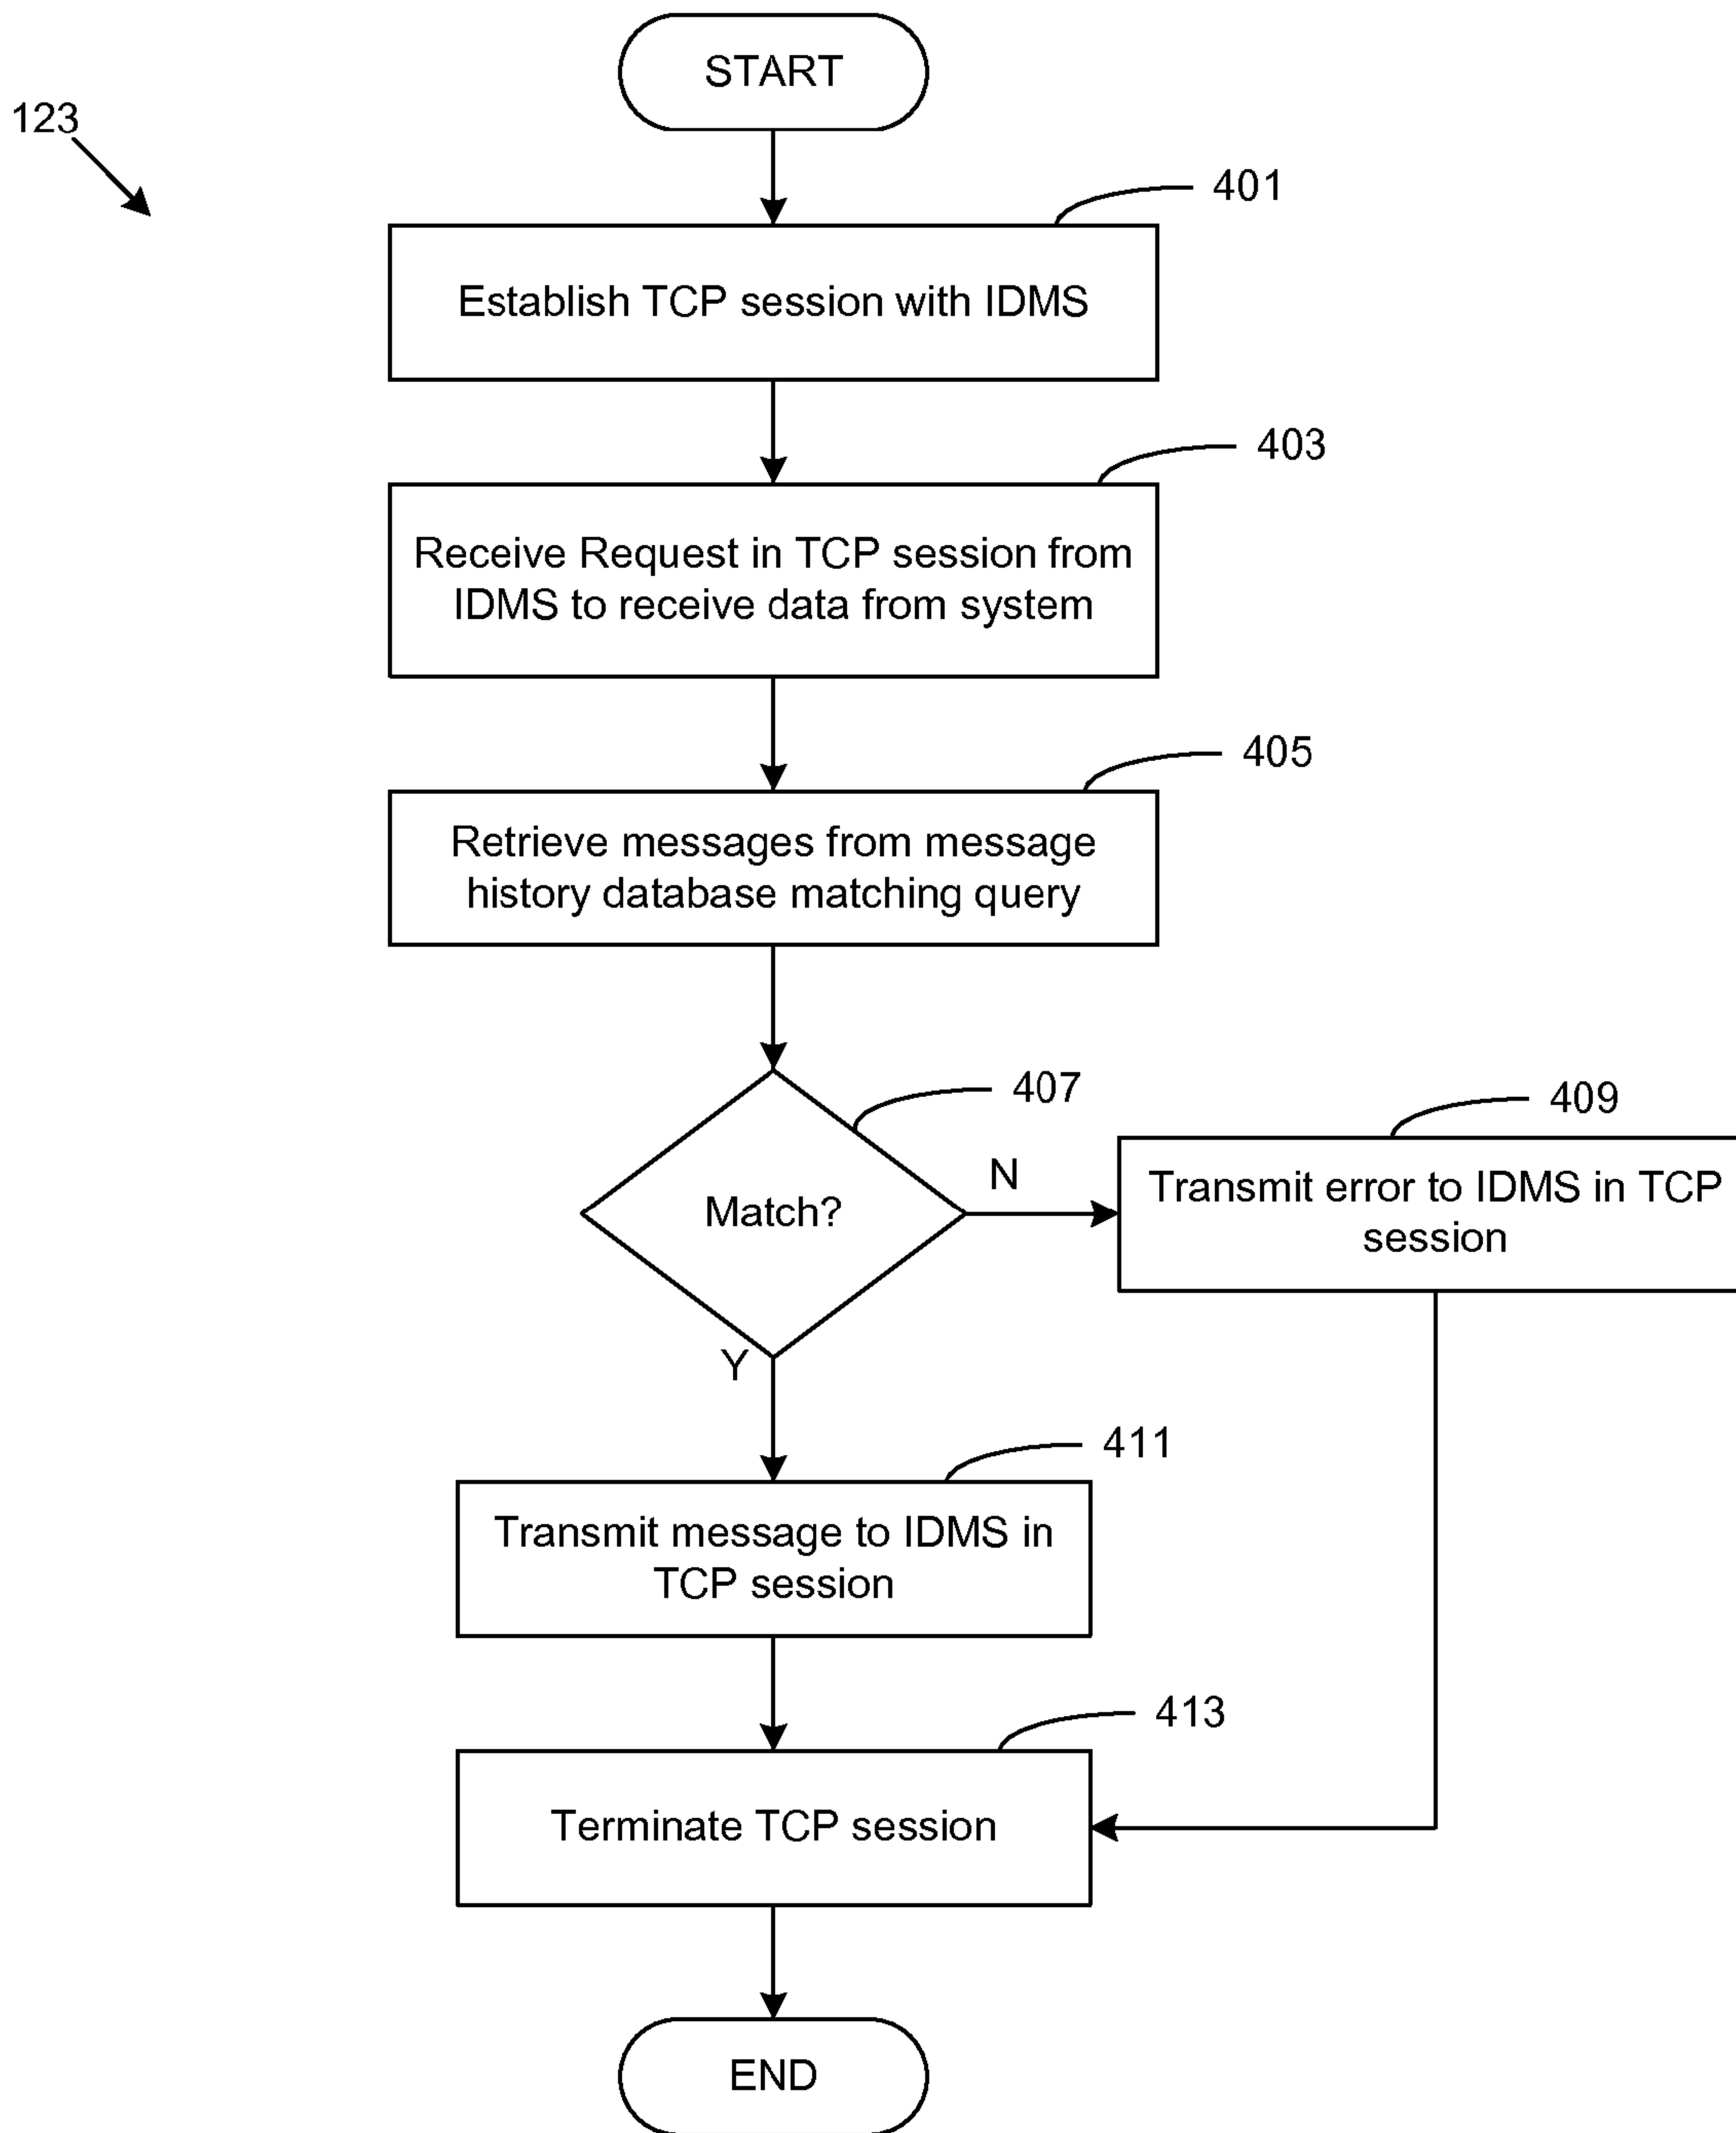 START
123
401
Establish TCP session with IDMS
403
Receive Request in TCP session from
IDMS to receive data from system
405
Retrieve messages from message
history database matching query
407
Match?
N
409
Transmit error to IDMS in TCP
session
Y
411
Transmit message to IDMS in
TCP session
413
Terminate TCP session
END